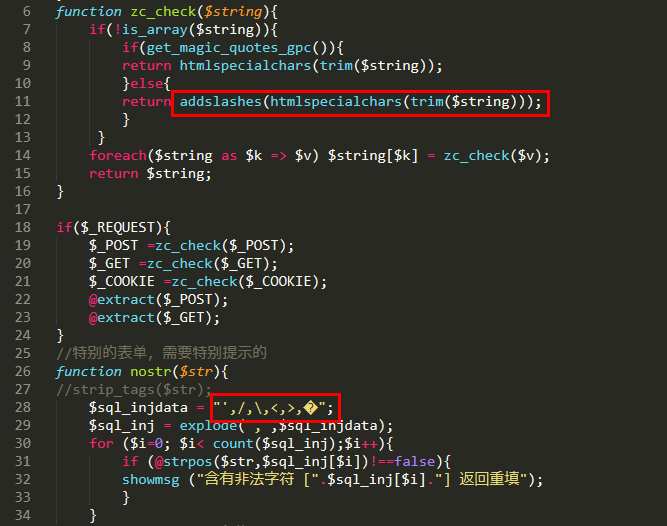 6 function zc_check($string){
7 if(!is_array($string)){
8 if(get_magic_quotes_gpc()){
9 return htmlspecialchars(trim($string));
10 }else{
11 return addslashes(htmlspecialchars(trim($string)));
12 }
13 }
14 foreach($string as $k => $v) $string[$k] = zc_check($v);
15 return $string;
16 }
17
18 if($_REQUEST){
19 $_POST =zc_check($_POST);
20 $_GET =zc_check($_GET);
21 $_COOKIE =zc_check($_COOKIE);
22 @extract($_POST);
23 @extract($_GET);
24 }
25 //特别的表单，需要特别提示的
26 function nostr($str){
27 //strip_tags($str);
28 $sql_injdata = "',/,\,<,>,�";
29 $sql_inj = explode( ; ,$sql_injdata);
30 for ($i=0; $i< count($sql_inj);$i++){
31 if (@strpos($str,$sql_inj[$i])!==false){
32 showmsg ("含有非法字符 [".$sql_inj[$i]."] 返回重填");
33 }
34 }